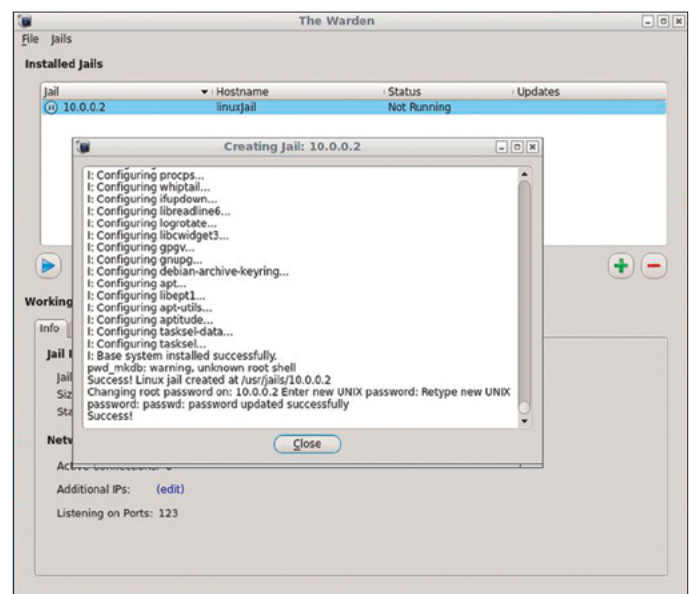 The Warden
File Jails
Installed Jails
Jail Hostname Status Updates
10.0.0.2 linuxjail Not Running
Creating Jail: 10.0.0.2
I: Configuring procps...
I: Configuring whiptail...
I: Configuring ifupdown...
I: Configuring libreadline6...
I: Configuring logrotate...
I: Configuring libcwidget3...
I: Configuring gpgv...
I: Configuring gnupg...
I: Configuring debian-archive-keyring...
I: Configuring apt...
I: Configuring libept1...
I: Configuring apt-utils...
I: Configuring aptitude...
I: Configuring tasksel-data...
I: Configuring tasksel...
I: Base system installed successfully.
pwd_mkdb: warning, unknown root shell
Success! Linux jail created at /usr/jails/10.0.0.2
Changing root password on: 10.0.0.2 Enter new UNIX password: Retype new UNIX
password: passwd: password updated successfully
Success!
Close
Working
Info
Jail I
Jail
Siz
Sta
Netw
Additional IPs: (edit)
Listening on Ports: 123